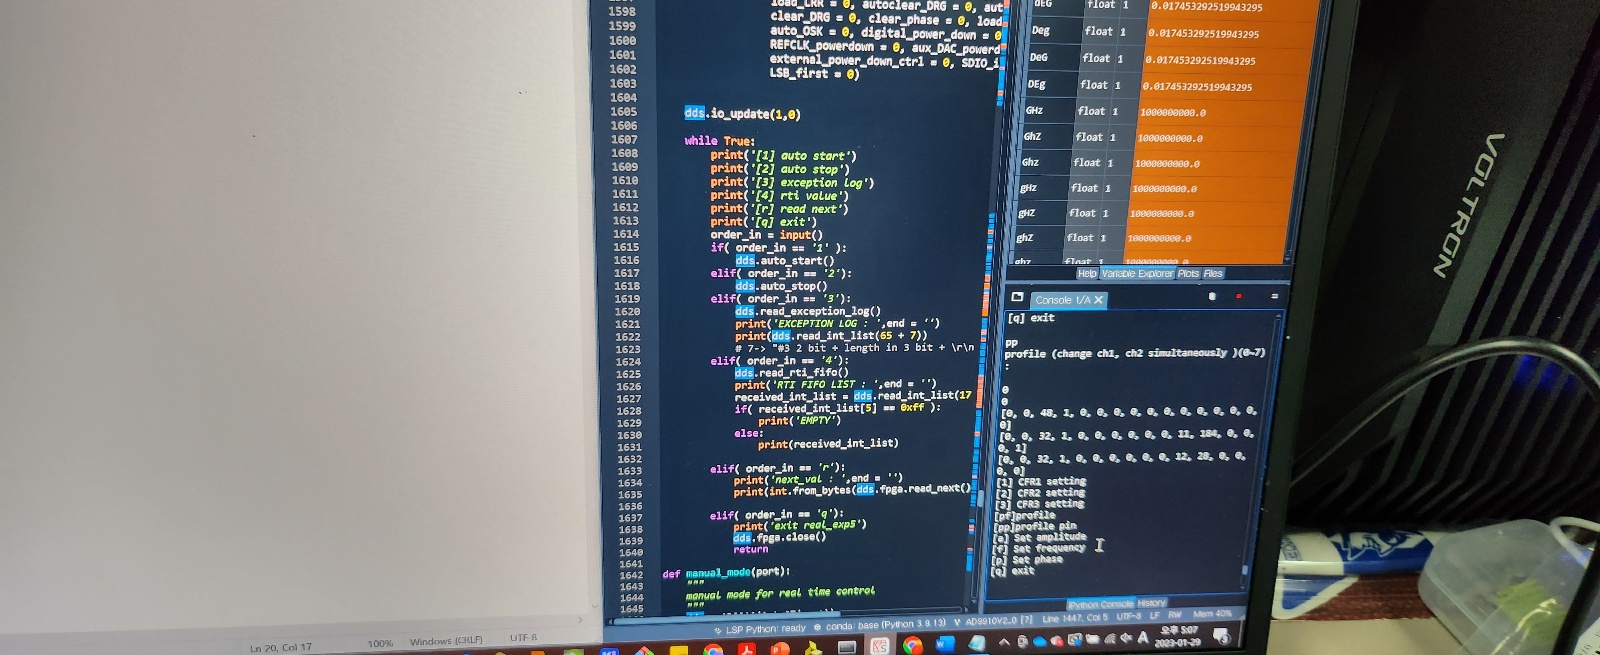 1598
1599
1600
1601
1602
1603
1604
1605
1606
1607
1608
1609
1610
1611
1612
1613
1614
1615
1616
1617
1618
1619
1620
1621
1622
1623
1624
1625
1626
1627
1628
1629
1630
1631
1632
1633
1634
1635
1636
1637
1638
1639
1640
1641
1642
1643
1644
1645
load_LRR = 0, autoclear_DRG = 0, aut
clear_DRG = 0, clear_phase = 0, load
auto_OSK = 0, digital_power_down = 0
REFCLK_powerdown = 0, aux_DAC_powerd
external_power_down_ctrl = 0, SDIO_i
LSB_first = 0)
dds.io_update(1,0)
while True:
print('[1] auto start')
print('[2] auto stop')
print('[3] exception log')
print('[4] rti value')
print('[r] read next')
print('[q] exit')
order_in = input()
if( order_in == '1' ):
dds.auto_start()
elif( order_in == '2'):
dds.auto_stop()
elif( order_in == '3'):
dds.read_exception_log()
print('EXCEPTION LOG : ',end = '')
print(dds.read_int_list(65 + 7))
# 7-> "#3 2 bit + length in 3 bit + \r\n
elif( order_in == '4'):
dds.read_rti_fifo()
print('RTI FIFO LIST : ',end = '')
received_int_list = dds.read_int_list(17
if( received_int_list[5] == 0xff ):
print('EMPTY')
else:
print(received_int_list)
elif( order_in == 'r'):
print('next_val : ',end = '')
print(int.from_bytes(dds.fpga.read_next()
elif( order_in == 'q'):
print('exit real_exp5')
dds.fpga.close()
return
def manual_mode(port):
"""
manual mode for real time control
"""
dEG float 1 0.017453292519943295
Deg float 1 0.017453292519943295
DeG float 1 0.017453292519943295
DEg float 1 0.017453292519943295
GHz float 1 1000000000.0
GhZ float 1 1000000000.0
Ghz float 1 1000000000.0
gHz float 1 1000000000.0
gHZ float 1 1000000000.0
ghZ float 1 1000000000.0
ghz float 1 1000000000.0
Help Variable Explorer Plots Files
Console 1/A X
[q] exit
pp
profile (change ch1, ch2 simultaneously )(0~7)
:
0
0
[0, 0, 48, 1, 0, 0, 0, 0, 0, 0, 0, 0, 0, 0,
0]
[0, 0, 32, 1, 0, 0, 0, 0, 0, 0, 11, 184, 0, 0,
0, 1]
[0, 0, 32, 1, 0, 0, 0, 0, 0, 0, 12, 28, 0, 0,
0, 0]
[1] CFR1 setting
[2] CFR2 setting
[3] CFR3 setting
[pf]profile
[pp]profile pin
[a] Set amplitude
[f] Set frequency
[p] Set phase
[q] exit
IPython Console History
LSP Python: ready conda: base (Python 3.9.13) AD9910V2_0 [7] Line 1447, Col 5 UTF-8 LF RW Mem 40%
Ln 20, Col 17 100% Windows (CRLF) UTF 8
A 오후 5:07
2023-01-29
VOLTRON